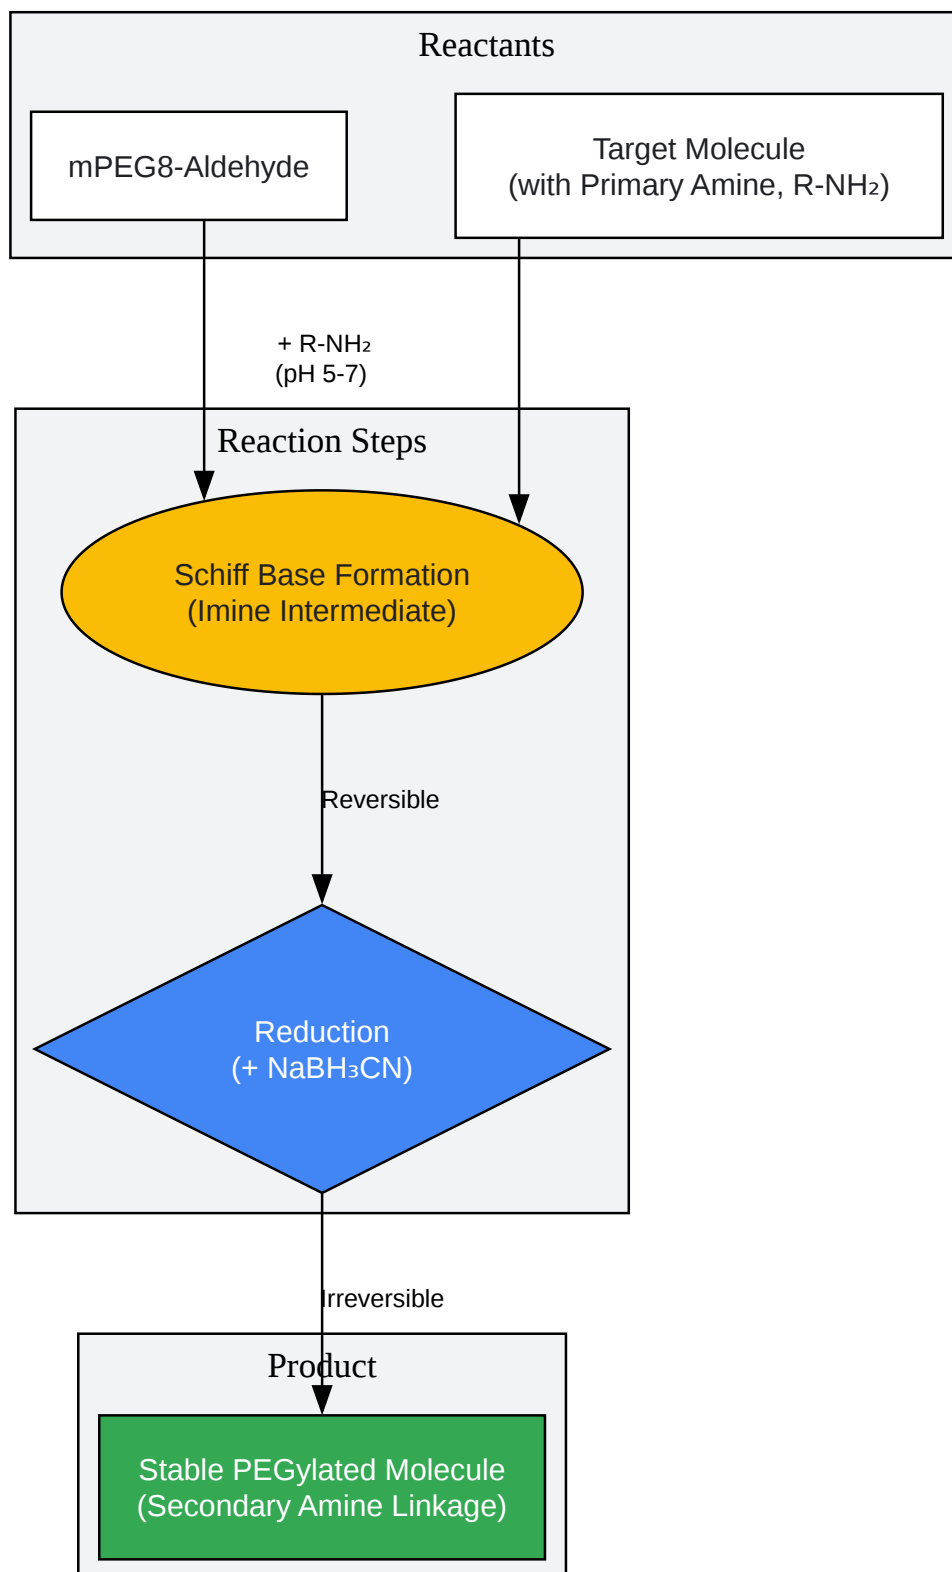 Reactants
mPEG8-Aldehyde
Target Molecule
(with Primary Amine, R-NH₂)
+ R-NH₂
(pH 5-7)
Reaction Steps
Schiff Base Formation
(Imine Intermediate)
Reversible
Reduction
(+ NaBH₃CN)
Irreversible
Product
Stable PEGylated Molecule
(Secondary Amine Linkage)